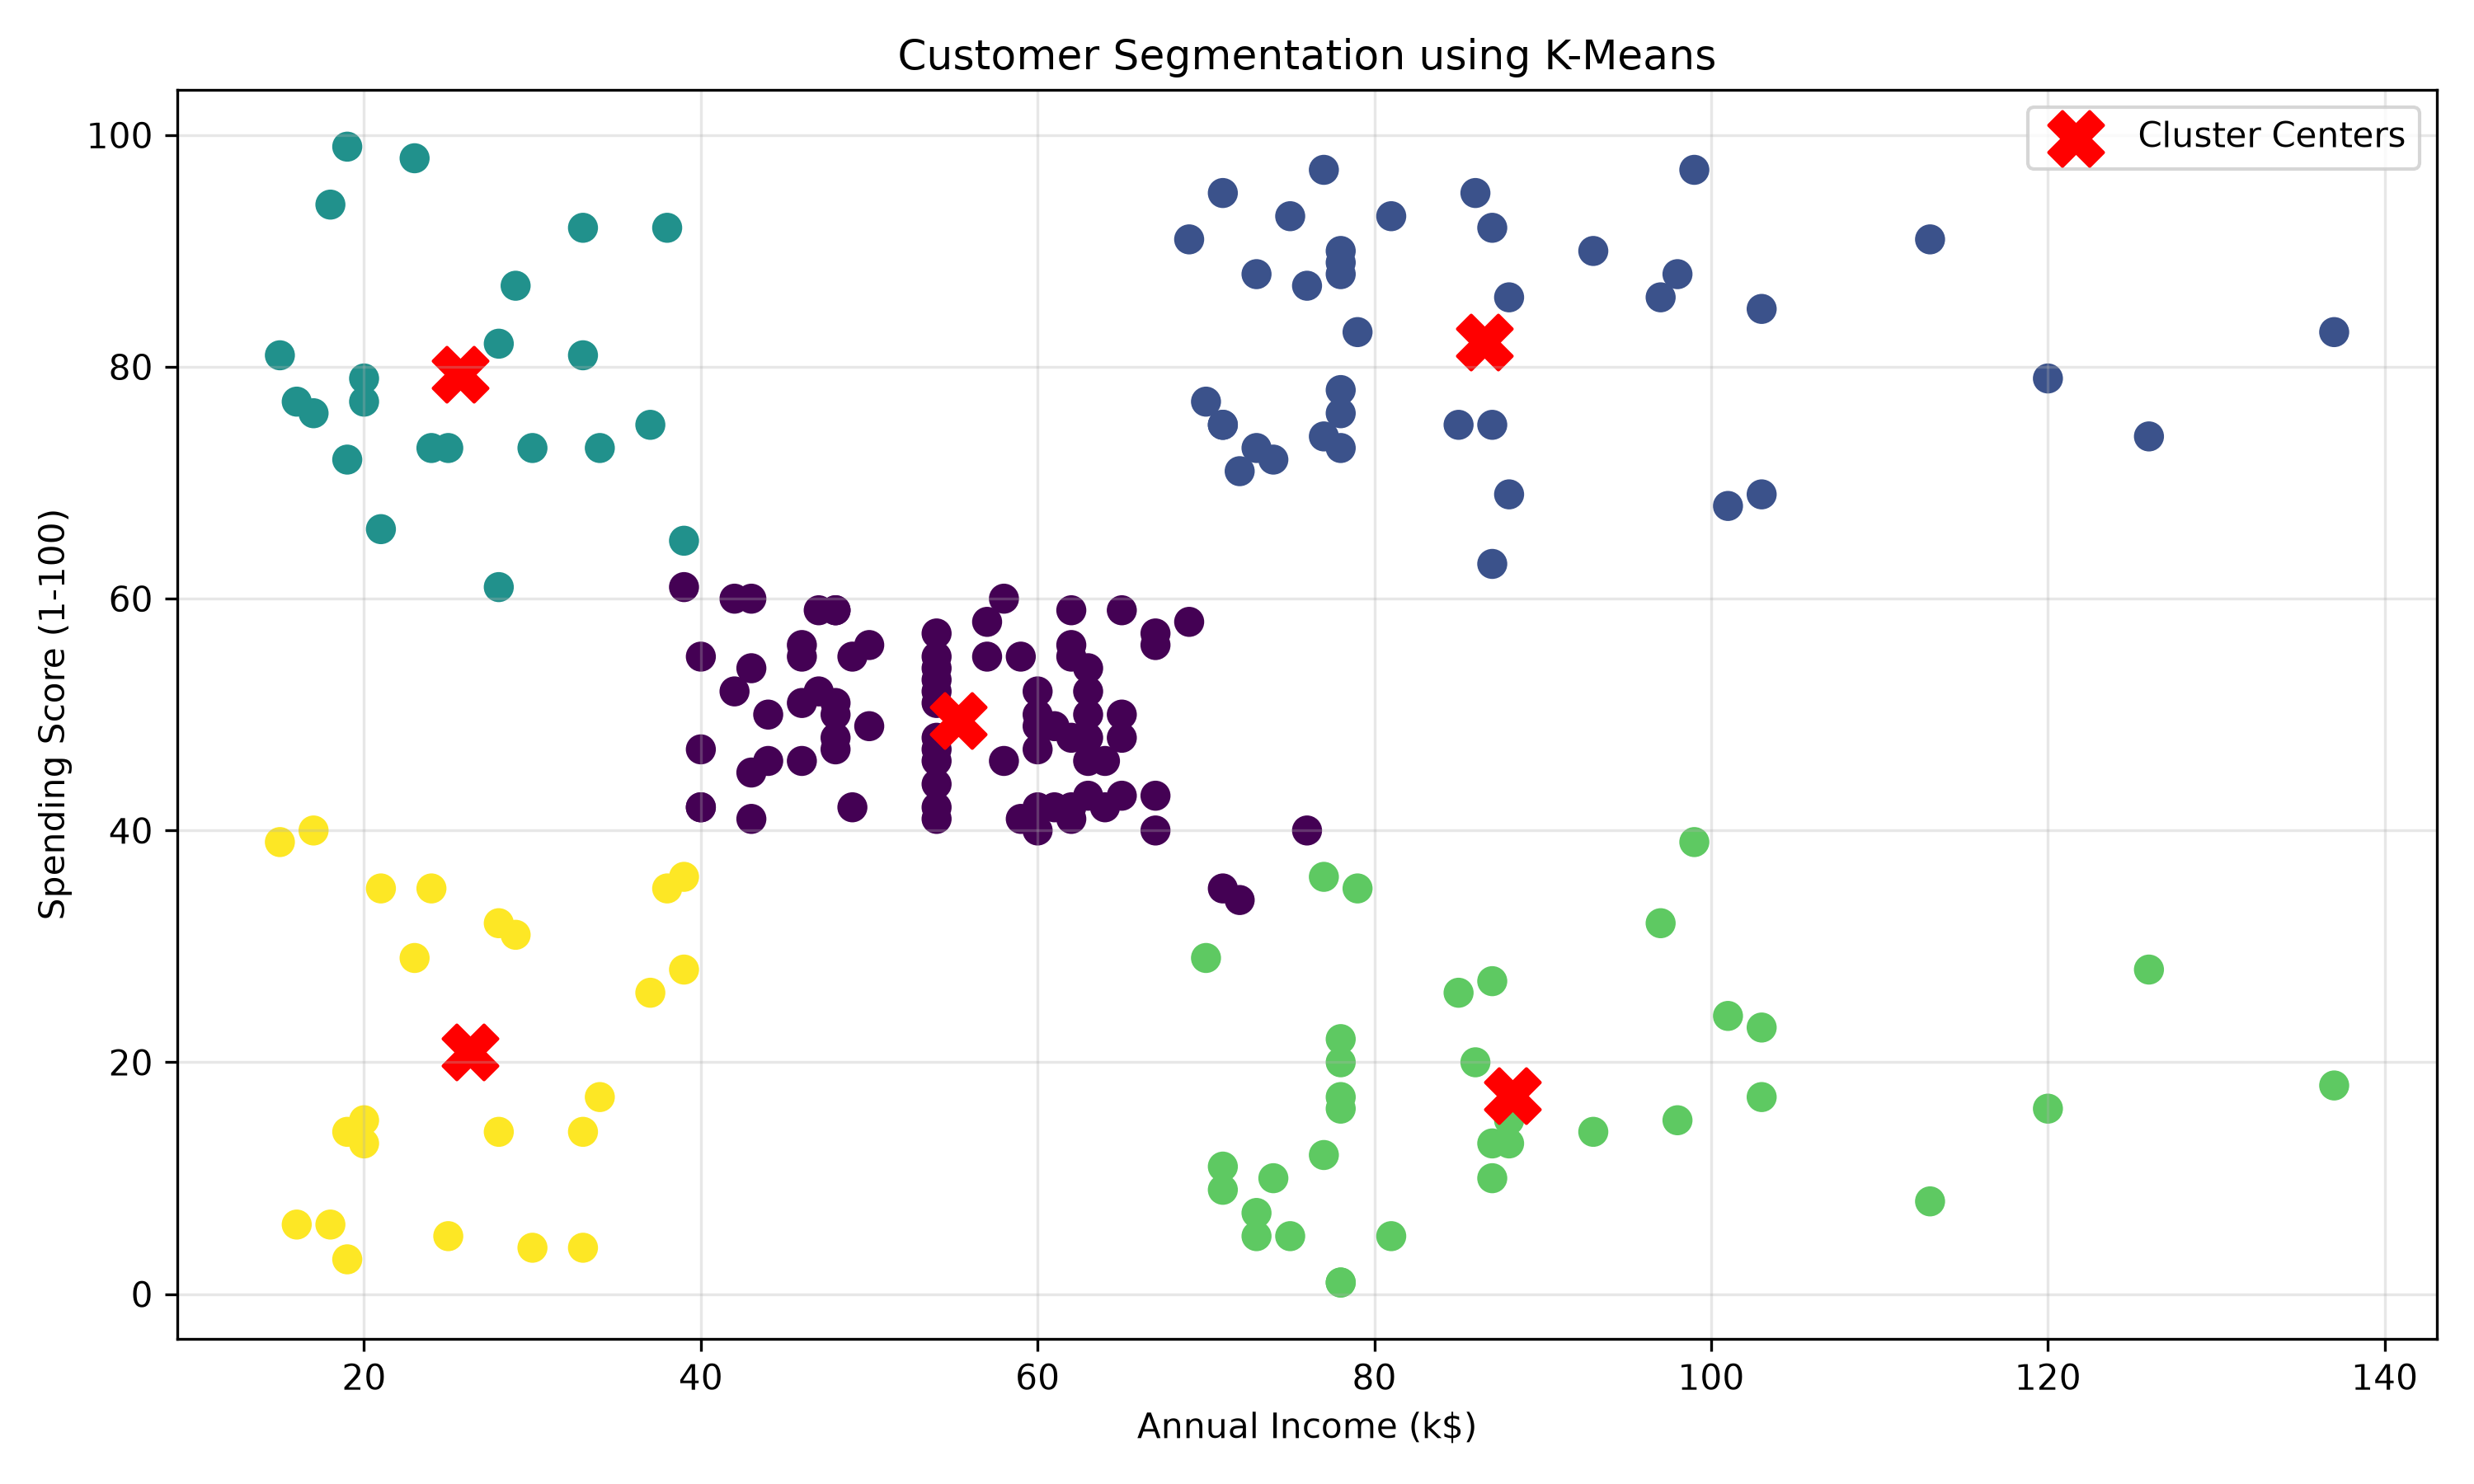 Customer Segmentation using K-Means
Cluster Centers
Spending Score (1-100)
100
80
60
40
20
0
20 40 60 80 100 120 140
Annual Income (k$)